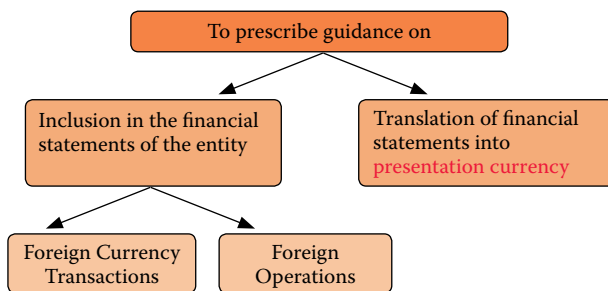 To prescribe guidance on
Inclusion in the financial
statements of the entity
Translation of financial
statements into
presentation currency
Foreign Currency
Transactions
Foreign
Operations